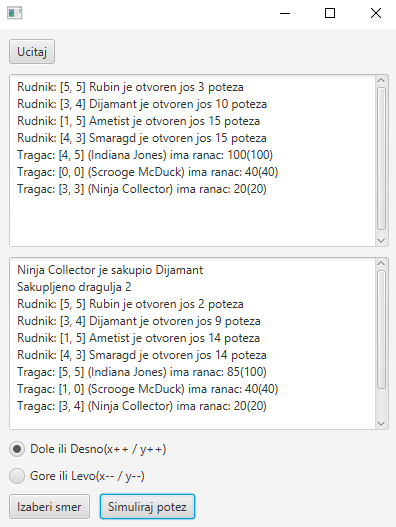 Ucitaj
Rudnik: [5, 5] Rubin je otvoren jos 3 poteza
Rudnik: [3, 4] Dijamant je otvoren jos 10 poteza
Rudnik: [1, 5] Ametist je otvoren jos 15 poteza
Rudnik: [4, 3] Smaragd je otvoren jos 15 poteza
Tragac: [4, 5] (Indiana Jones) ima ranac: 100(100)
Tragac: [0, 0] (Scrooge McDuck) ima ranac: 40(40)
Tragac: [3, 3] (Ninja Collector) ima ranac: 20(20)
Ninja Collector je sakupio Dijamant
Sakupljeno dragulja 2
Rudnik: [5, 5] Rubin je otvoren jos 2 poteza
Rudnik: [3, 4] Dijamant je otvoren jos 9 poteza
Rudnik: [1, 5] Ametist je otvoren jos 14 poteza
Rudnik: [4, 3] Smaragd je otvoren jos 14 poteza
Tragac: [5, 5] (Indiana Jones) ima ranac: 85(100)
Tragac: [1, 0] (Scrooge McDuck) ima ranac: 40(40)
Tragac: [3, 4] (Ninja Collector) ima ranac: 20(20)
Dole ili Desno(x++ / y++)
Gore ili Levo(x-- / y--)
Izaberi smer Simuliraj potez